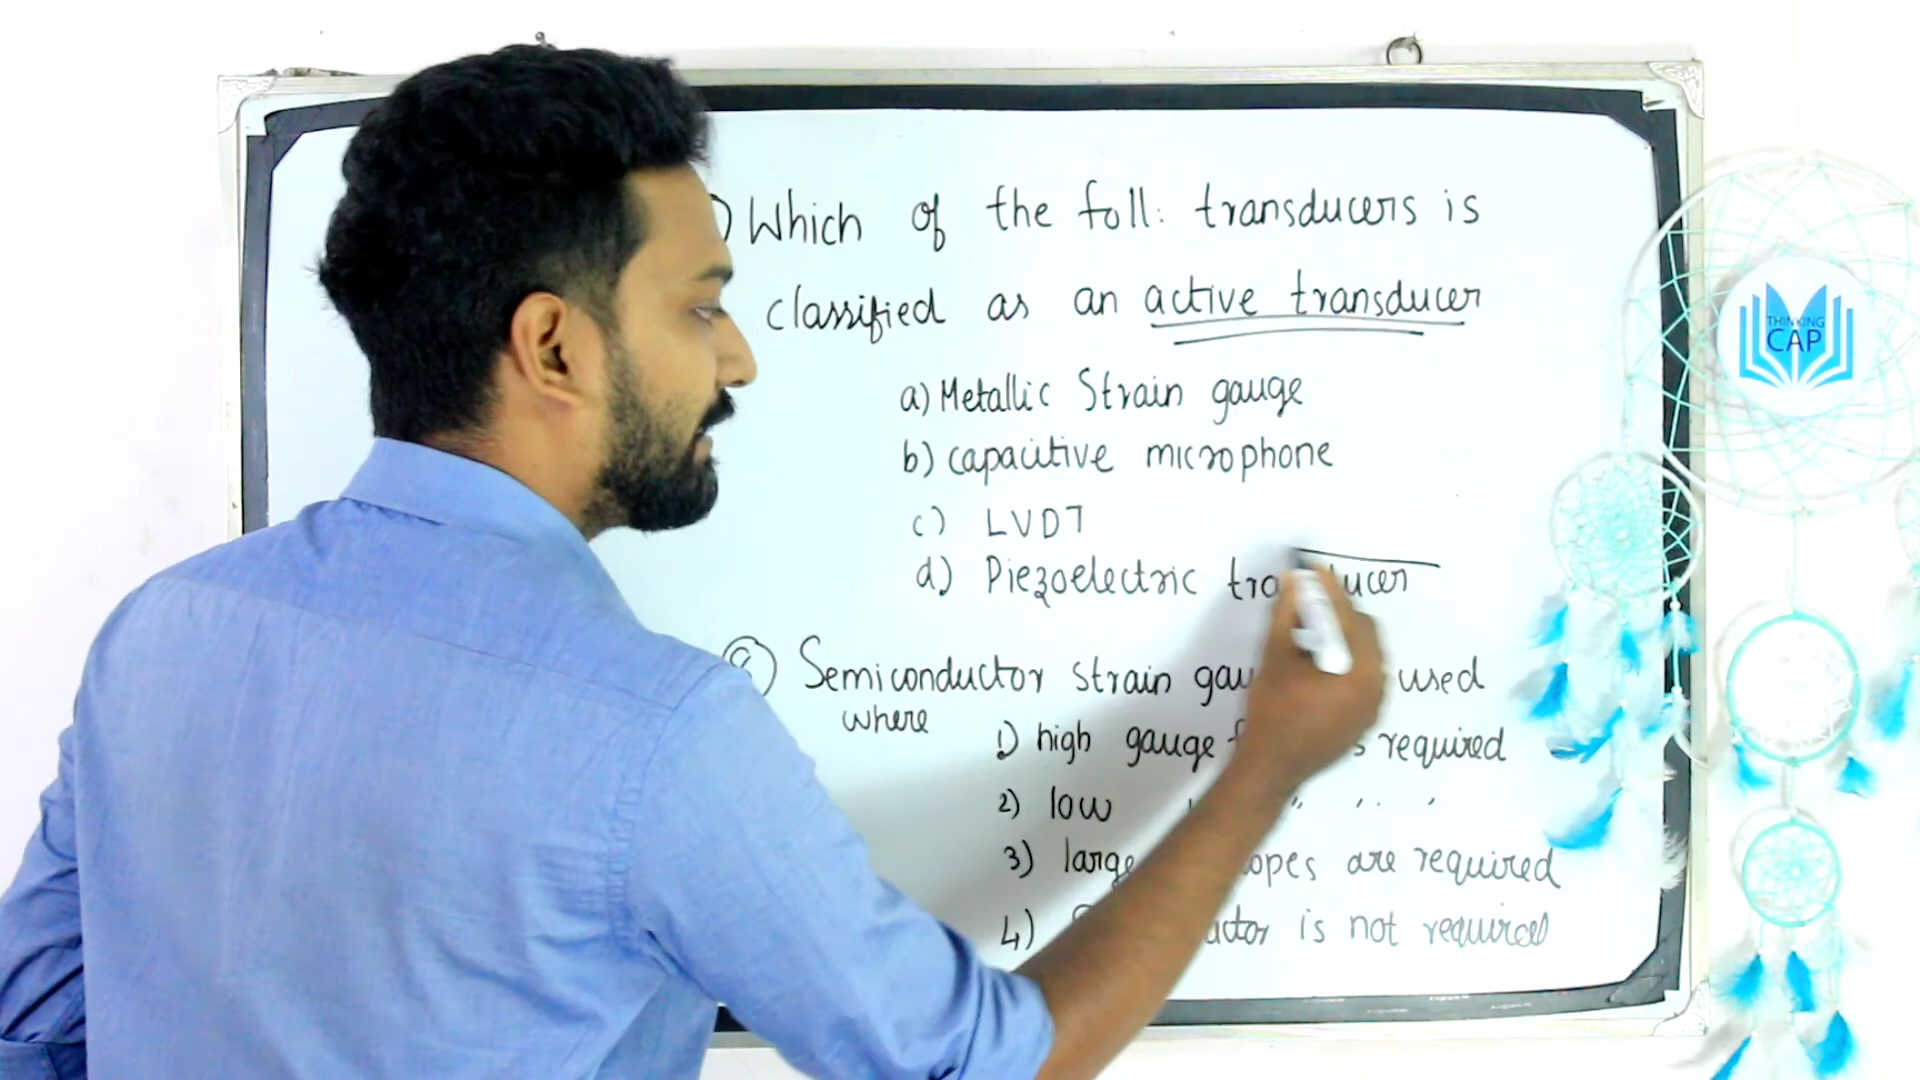 Which of the foll: transducers is
classified as an active transducer
a) Metallic Strain gauge
b) capacitive microphone
c) LVDT
d) Piezoelectric
Semiconductor strain used
where
1) high gauge required
2) low " " " "
3) large are required
4) is not required
THINKING
CAP